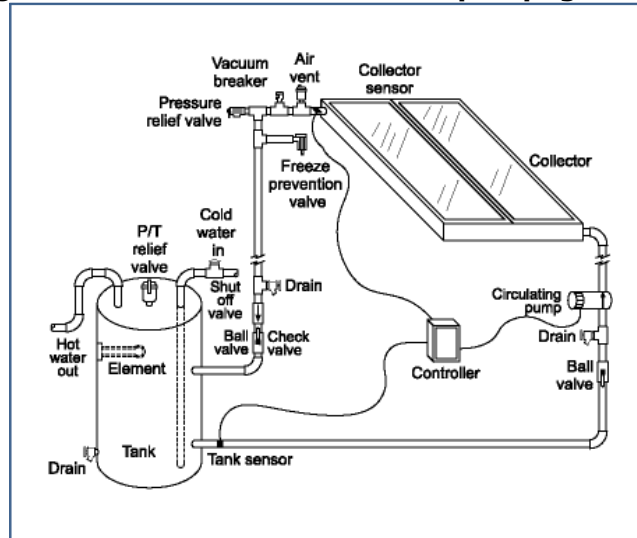 Vacuum
breaker
Air
vent
Collector
sensor
Pressure
relief valve
Collector
Freeze
prevention
valve
Cold
water
in
P/T
relief
valve
Shut
off
valve
Drain
Circulating
pump
Hot
water
out
Element
Ball
valve
Check
valve
Controller
Drain
Ball
valve
Drain
Tank
Tank sensor